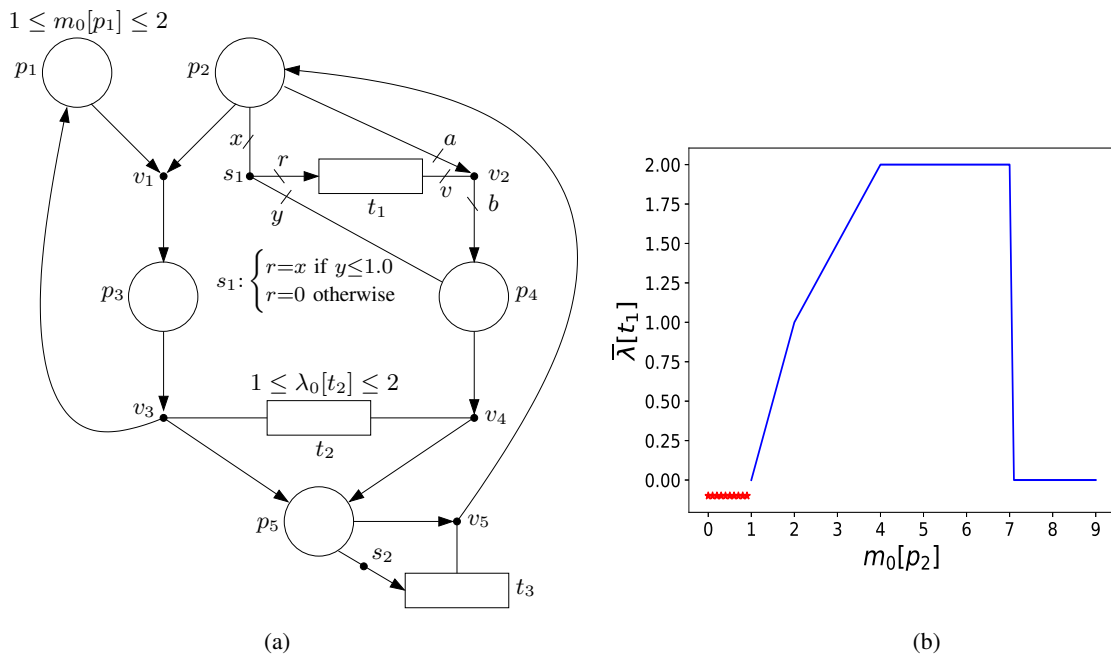 1 ≤ m₀[p₁] ≤ 2
p₁
p₂
x
a
v₁
s₁
r
v
v₂
y
t₁
b
p₃
s₁: { r=x if y≤1.0
r=0 otherwise
p₄
1 ≤ λ₀[t₂] ≤ 2
v₃
v₄
t₂
p₅
v₅
s₂
t₃
(a)
2.00
1.75
1.50
1.25
1.00
0.75
0.50
0.25
0.00
λ̅[t₁]
0 1 2 3 4 5 6 7 8 9
m₀[p₂]
(b)